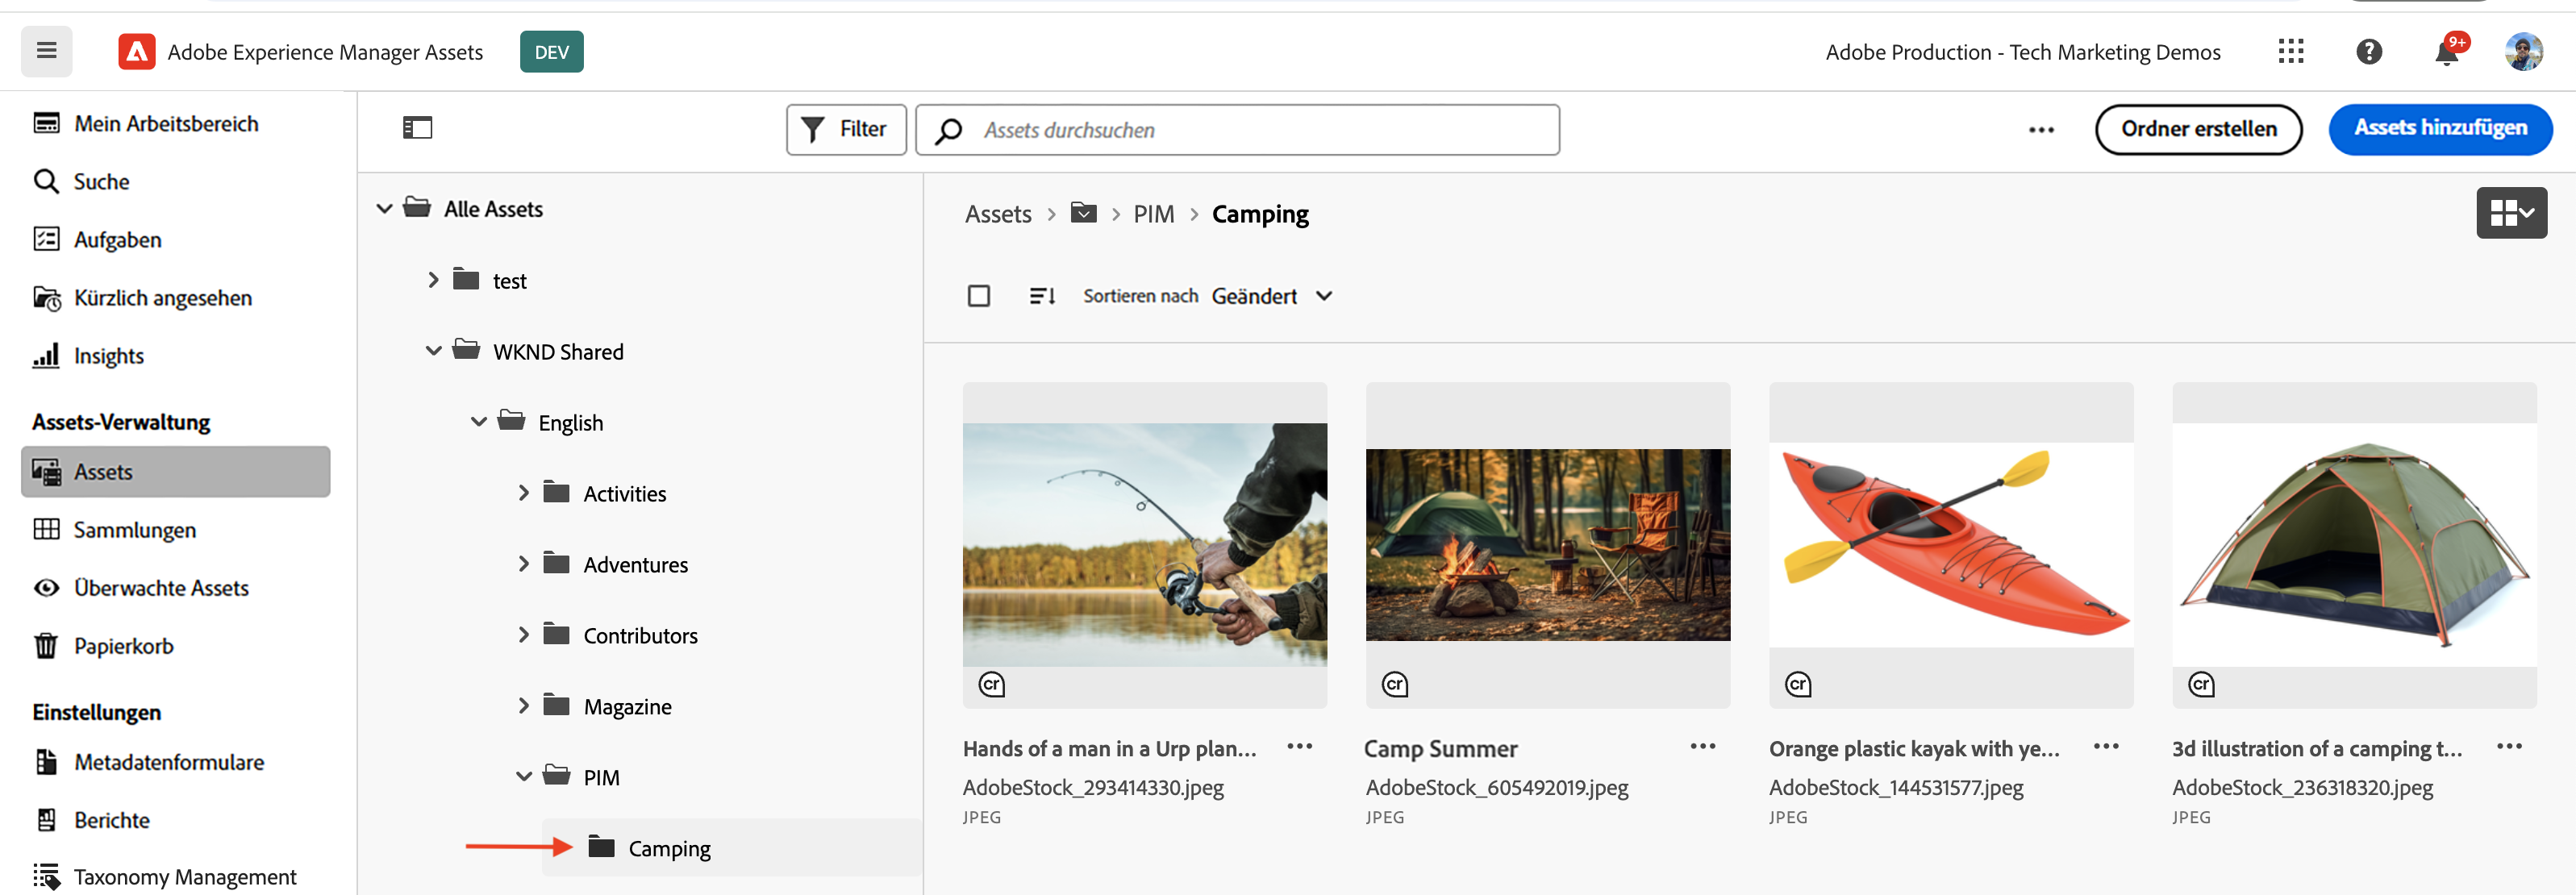 Adobe Experience Manager Assets
DEV
Adobe Production - Tech Marketing Demos
9+
Mein Arbeitsbereich
Suche
Aufgaben
Kürzlich angesehen
Insights
Assets-Verwaltung
Assets
Sammlungen
Überwachte Assets
Papierkorb
Einstellungen
Metadatenformulare
Berichte
Taxonomy Management
Filter
Assets durchsuchen
Ordner erstellen
Assets hinzufügen
Alle Assets
test
WKND Shared
English
Activities
Adventures
Contributors
Magazine
PIM
Camping
Assets > > PIM > Camping
Sortieren nach Geändert
cr
Hands of a man in a Urp plan...
AdobeStock_293414330.jpeg
JPEG
cr
Camp Summer
AdobeStock_605492019.jpeg
JPEG
cr
Orange plastic kayak with ye...
AdobeStock_144531577.jpeg
JPEG
cr
3d illustration of a camping t...
AdobeStock_236318320.jpeg
JPEG